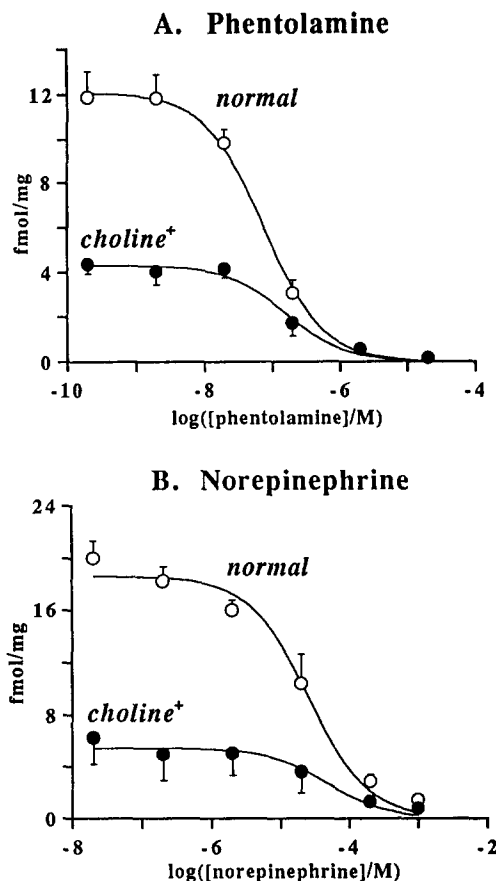 A. Phentolamine
12
8
4
0
fmol/mg
normal
choline+
-10
-8
-6
-4
log([phentolamine]/M)
B. Norepinephrine
24
16
8
0
fmol/mg
normal
choline+
-8
-6
-4
-2
log([norepinephrine]/M)